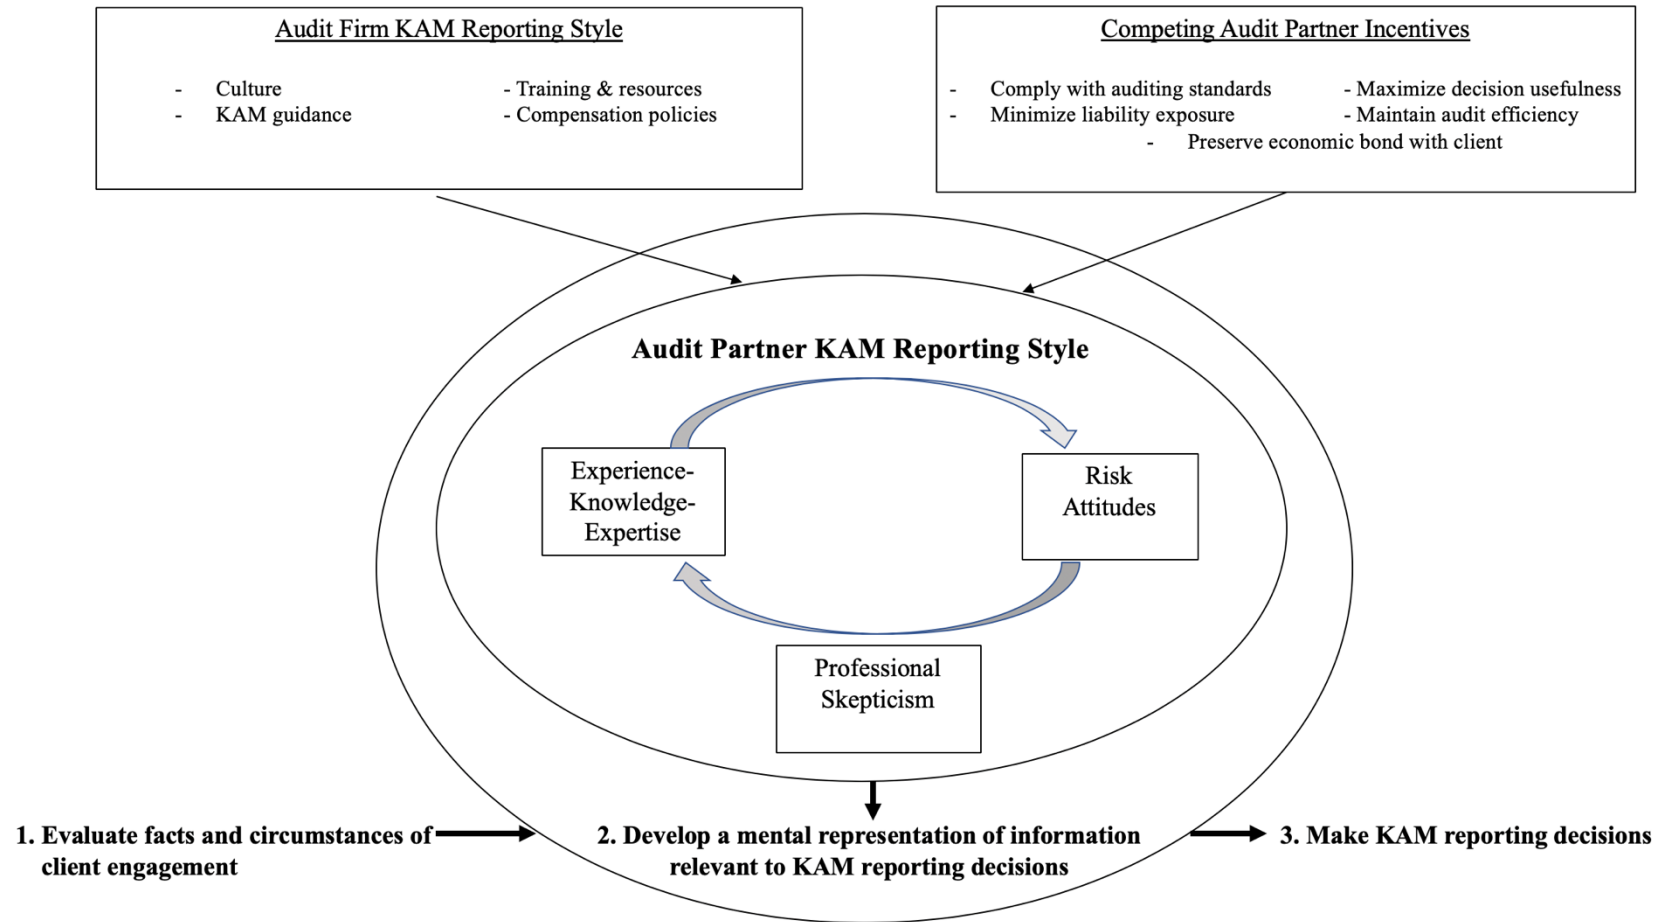 Audit Firm KAM Reporting Style
- Culture - Training & resources
- KAM guidance - Compensation policies
Competing Audit Partner Incentives
- Comply with auditing standards - Maximize decision usefulness
- Minimize liability exposure - Maintain audit efficiency
- Preserve economic bond with client
Audit Partner KAM Reporting Style
Experience-
Knowledge-
Expertise
Risk
Attitudes
Professional
Skepticism
1. Evaluate facts and circumstances of
client engagement
2. Develop a mental representation of information
relevant to KAM reporting decisions
3. Make KAM reporting decisions